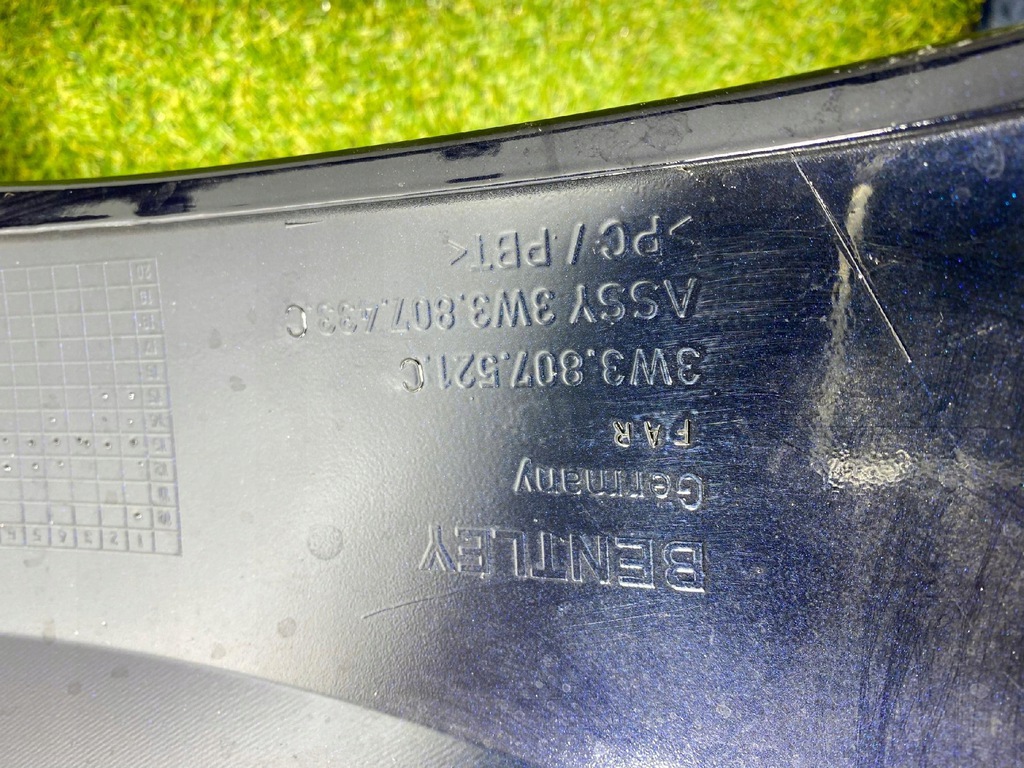 BENTLEY
Germany
FAR
3W3.807.521.C
ASSY 3W3.807.433.C
>PC / PBT<